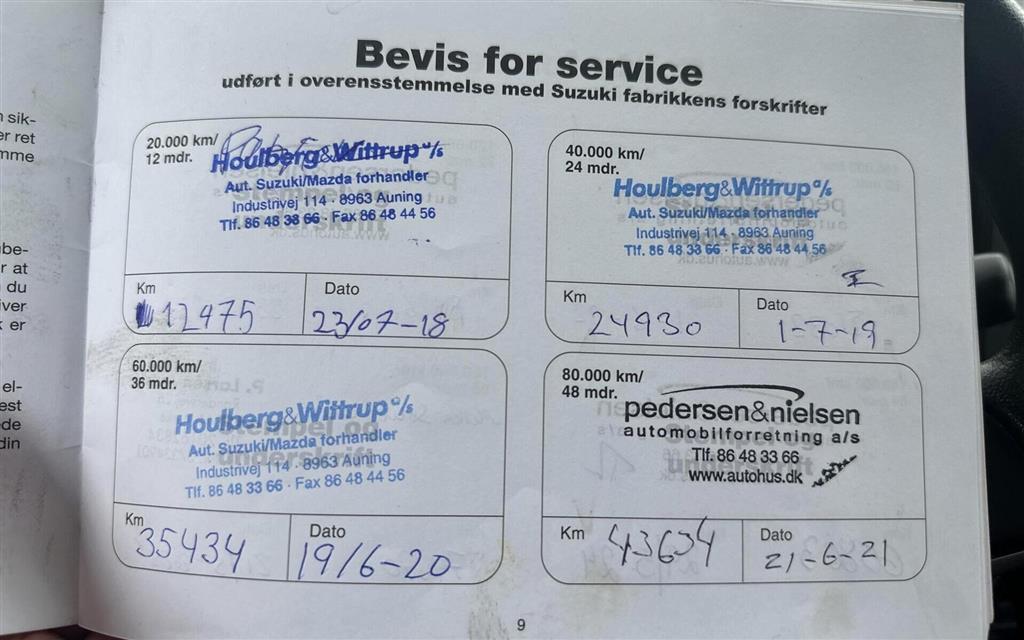 Bevis for service
udført i overensstemmelse med Suzuki fabrikkens forskrifter
20.000 km/
12 mdr.
Houlberg&Wittrup a/s
Aut. Suzuki/Mazda forhandler
Industrivej 114 · 8963 Auning
Tlf. 86 48 33 66 · Fax 86 48 44 56
Km
12475
Dato
23/07-18
40.000 km/
24 mdr.
Houlberg&Wittrup a/s
Aut. Suzuki/Mazda forhandler
Industrivej 114 · 8963 Auning
Tlf. 86 48 33 66 · Fax 86 48 44 56
Km
24930
Dato
1-7-19
60.000 km/
36 mdr.
Houlberg&Wittrup a/s
Aut. Suzuki/Mazda forhandler
Industrivej 114 · 8963 Auning
Tlf. 86 48 33 66 · Fax 86 48 44 56
Km
35434
Dato
19/6-20
80.000 km/
48 mdr.
pedersen&nielsen
automobilforretning a/s
Tlf. 86 48 33 66
www.autohus.dk
Km
43634
Dato
21-6-21
9